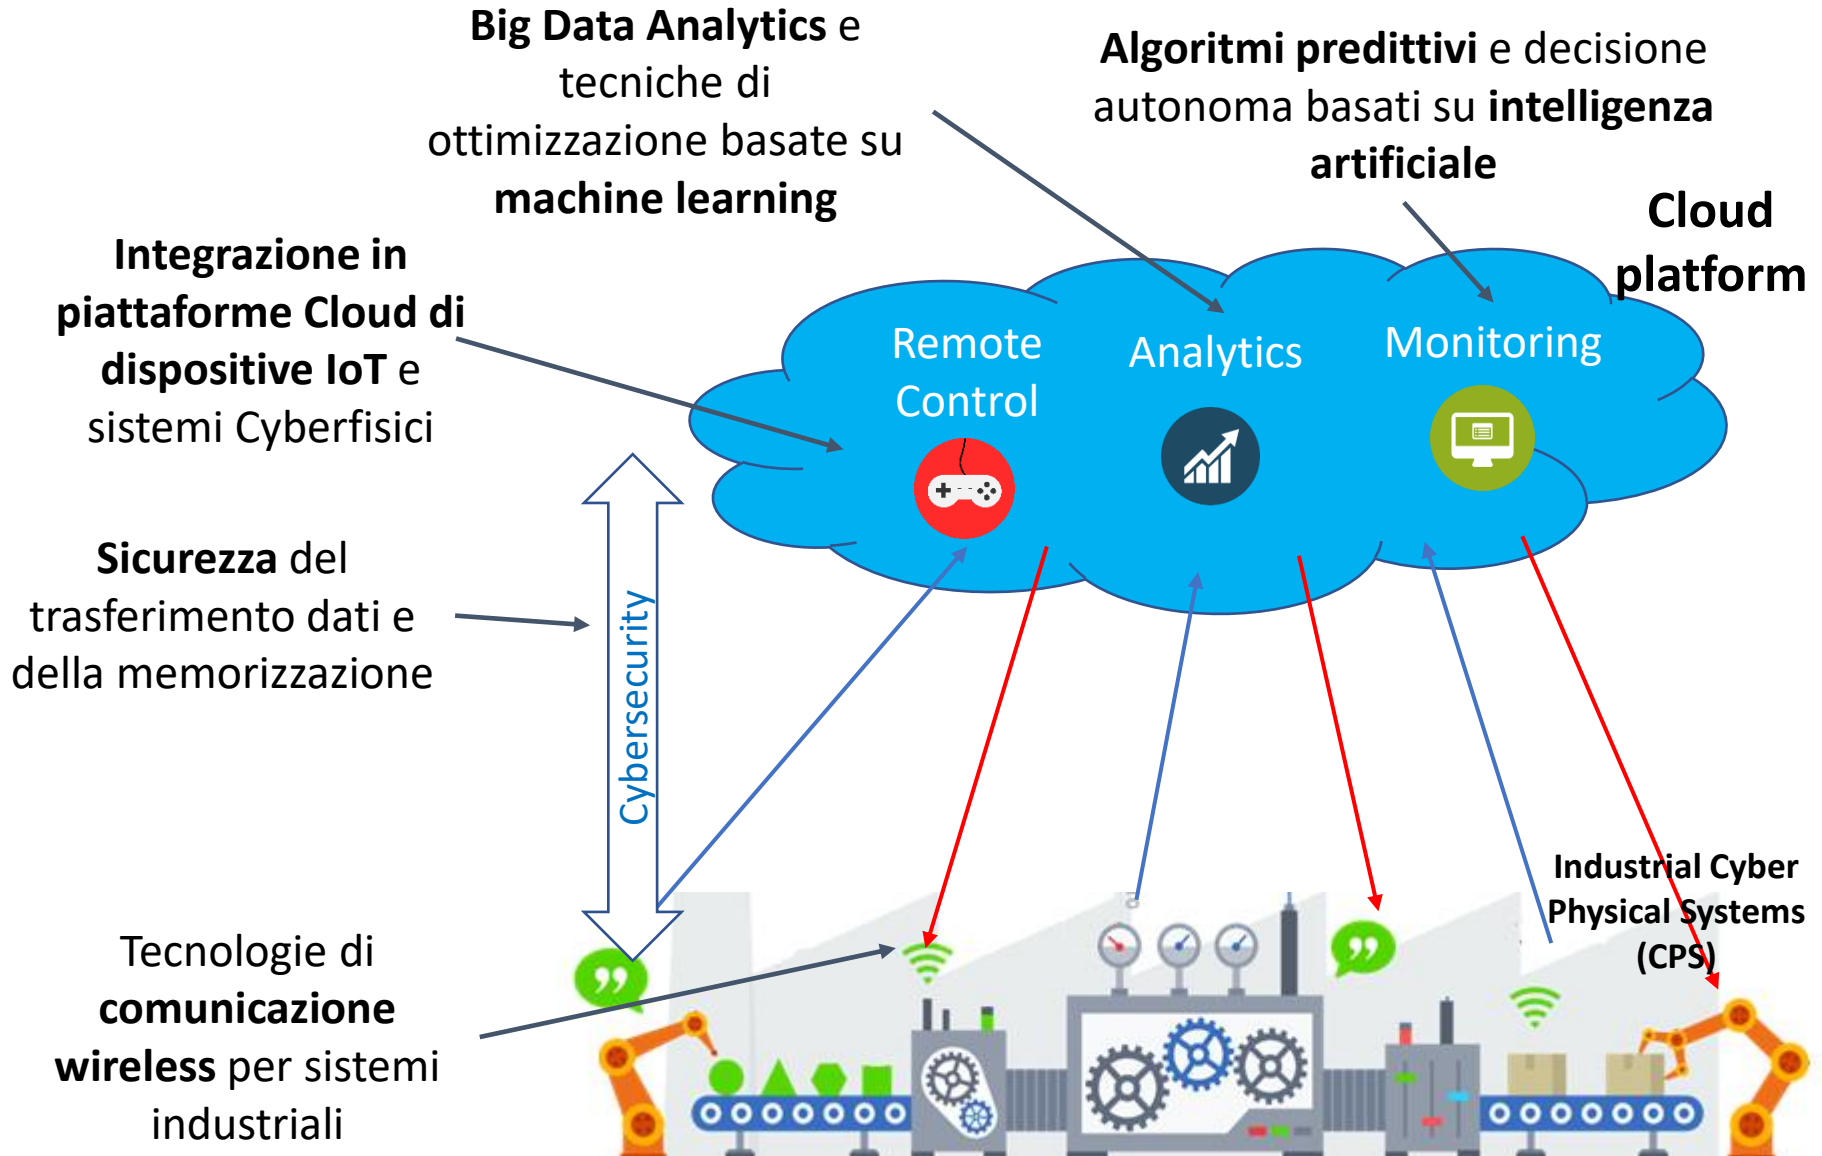 Big Data Analytics e
tecniche di
ottimizzazione basate su
machine learning
Algoritmi predittivi e decisione
autonoma basati su intelligenza
artificiale
Cloud
platform
Integrazione in
piattaforme Cloud di
dispositive IoT e
sistemi Cyberfisici
Remote
Control
Analytics
Monitoring
Sicurezza del
trasferimento dati e
della memorizzazione
Cybersecurity
Industrial Cyber
Physical Systems
(CPS)
Tecnologie di
comunicazione
wireless per sistemi
industriali